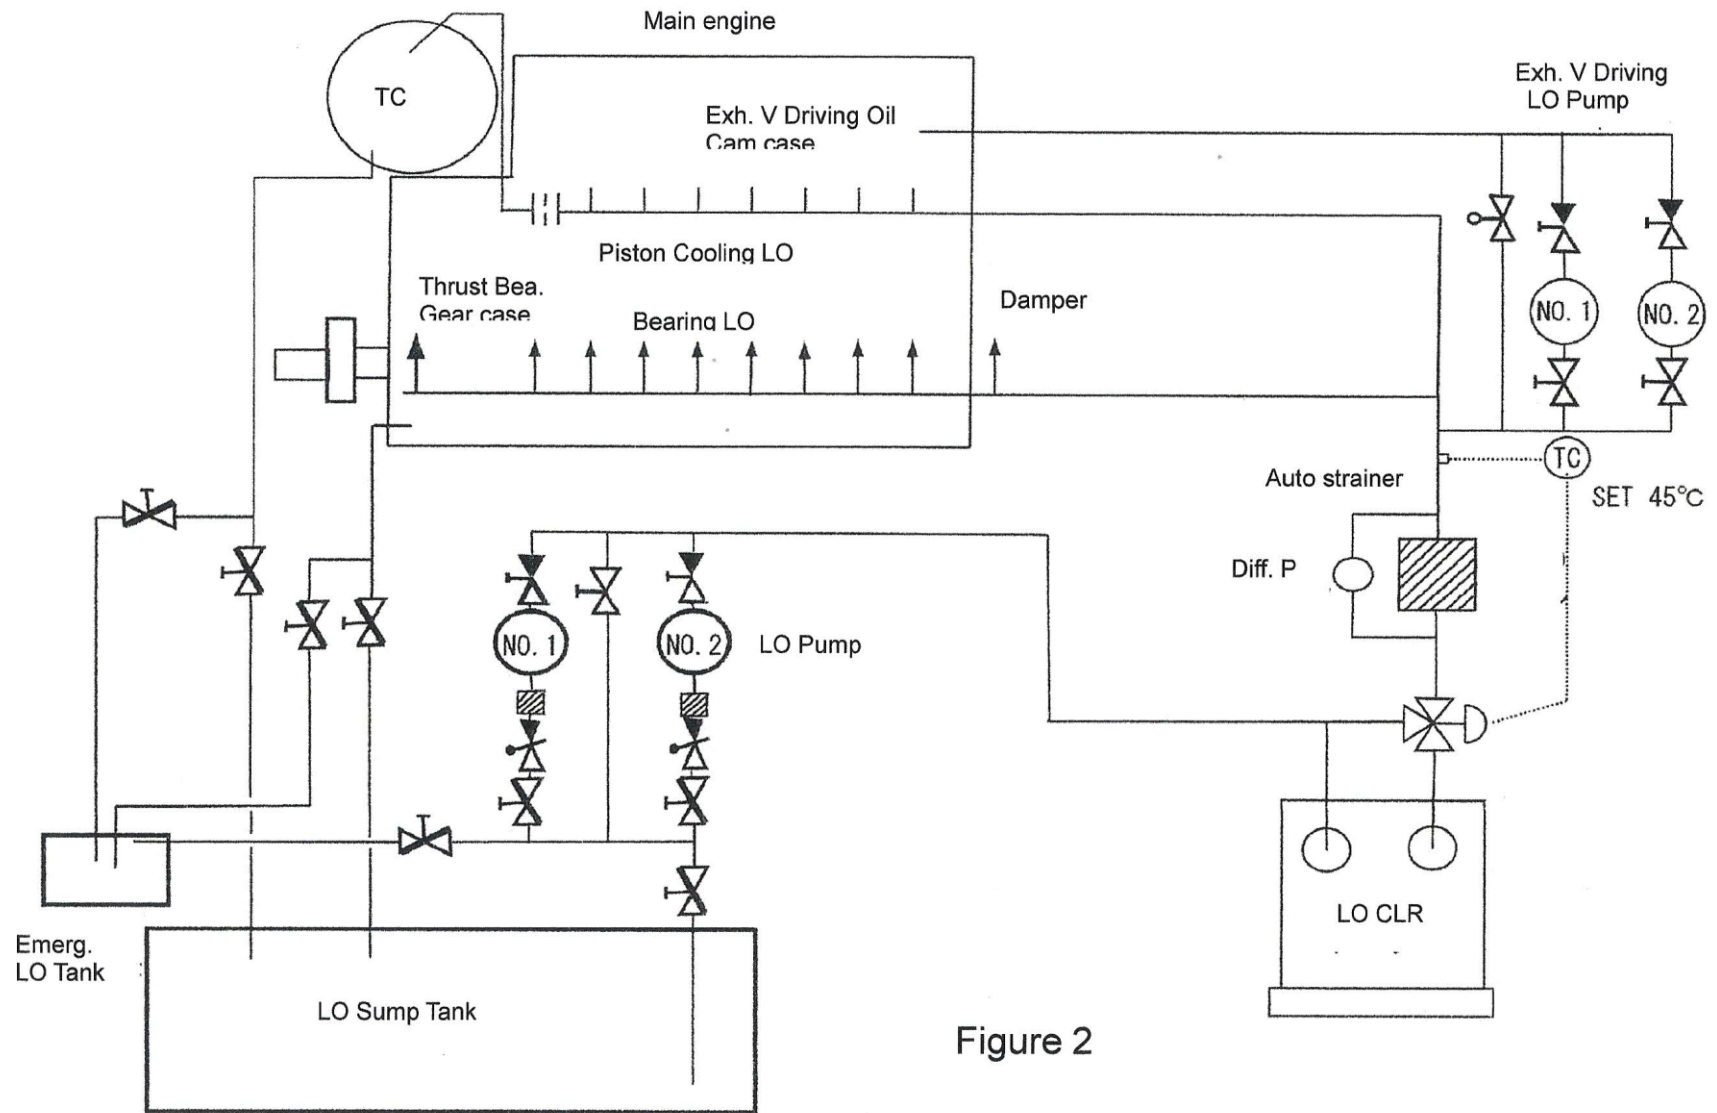 Main engine
TC
Exh. V Driving
LO Pump
Exh. V Driving Oil
Cam case
Piston Cooling LO
Thrust Bea.
Gear case
Bearing LO
Damper
NO. 1
NO. 2
TC
SET 45℃
Auto strainer
Diff. P
NO. 1
NO. 2
LO Pump
LO CLR
Emerg.
LO Tank
LO Sump Tank
Figure 2